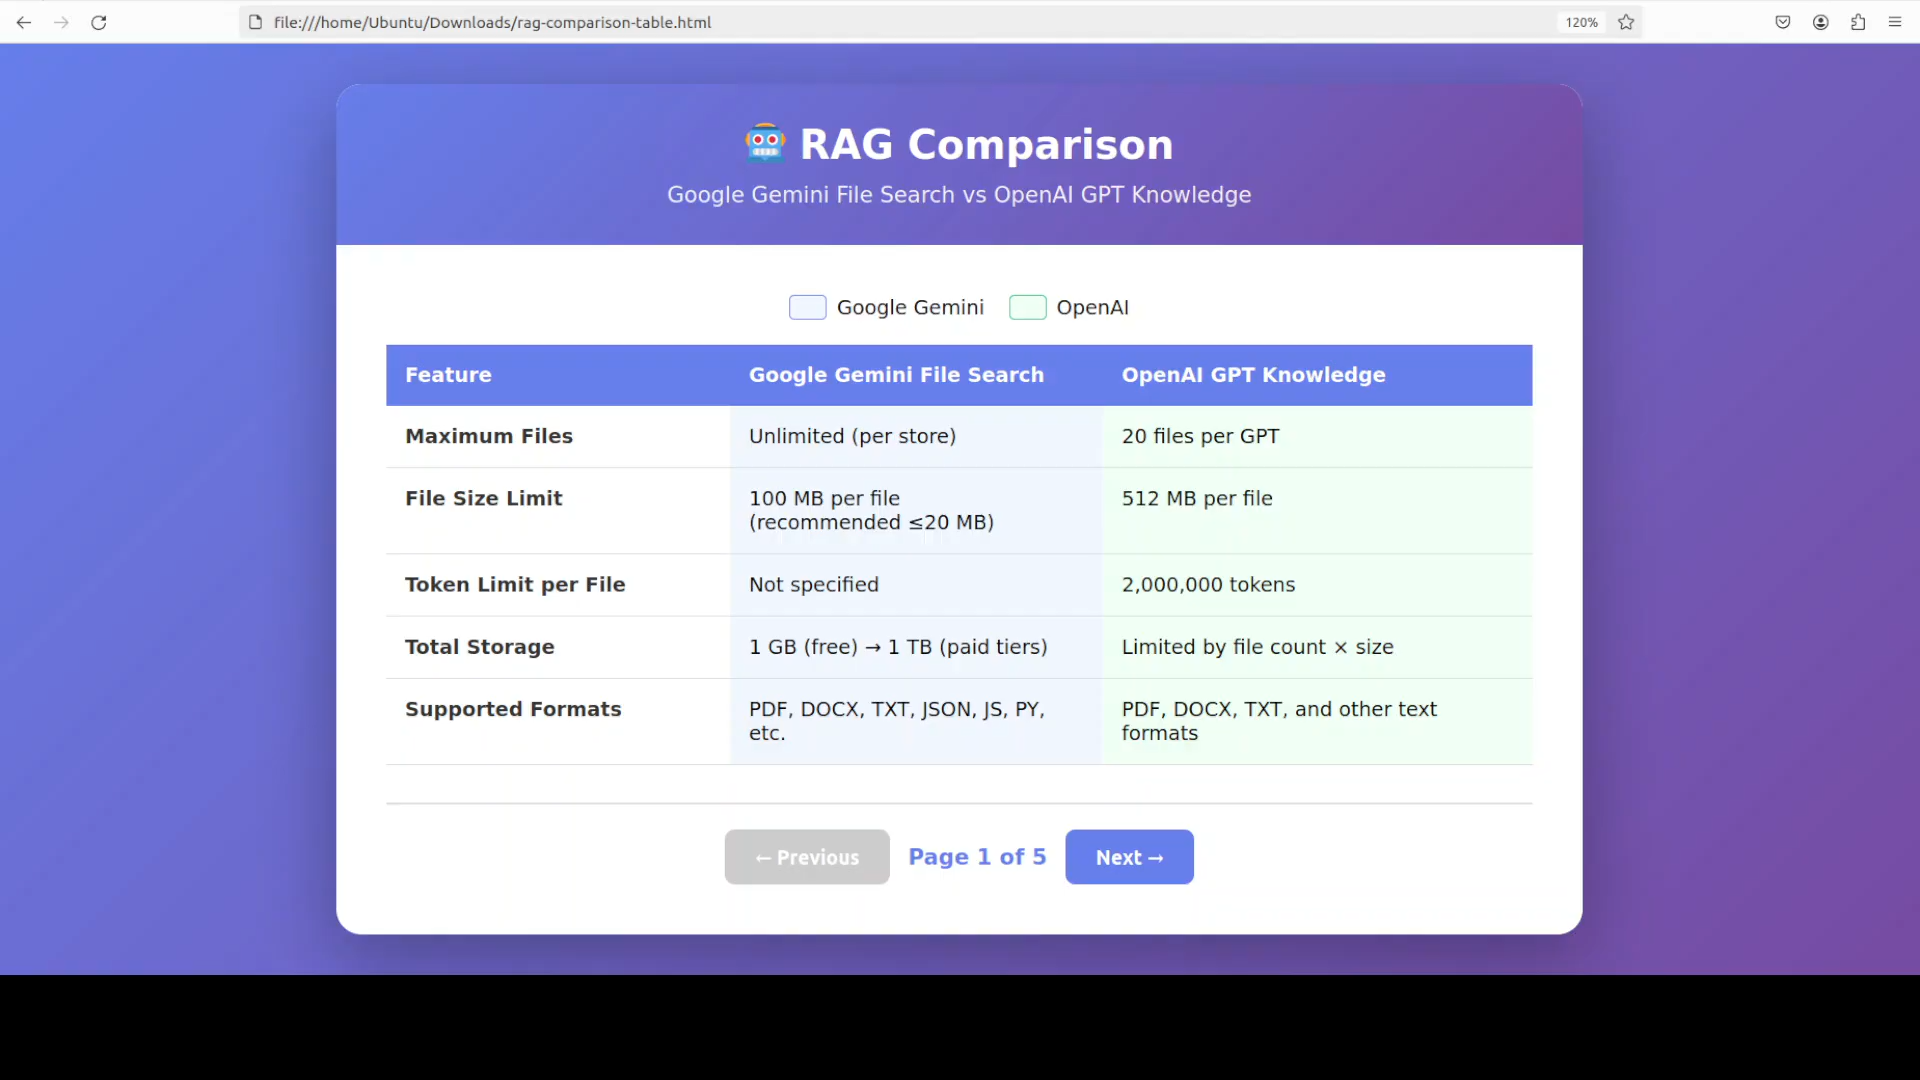 file:///home/Ubuntu/Downloads/rag-comparison-table.html
120%
RAG Comparison
Google Gemini File Search vs OpenAI GPT Knowledge
Google Gemini
OpenAI
Feature
Google Gemini File Search
OpenAI GPT Knowledge
Maximum Files
Unlimited (per store)
20 files per GPT
File Size Limit
100 MB per file
(recommended ≤20 MB)
512 MB per file
Token Limit per File
Not specified
2,000,000 tokens
Total Storage
1 GB (free) → 1 TB (paid tiers)
Limited by file count × size
Supported Formats
PDF, DOCX, TXT, JSON, JS, PY,
etc.
PDF, DOCX, TXT, and other text
formats
← Previous
Page 1 of 5
Next →